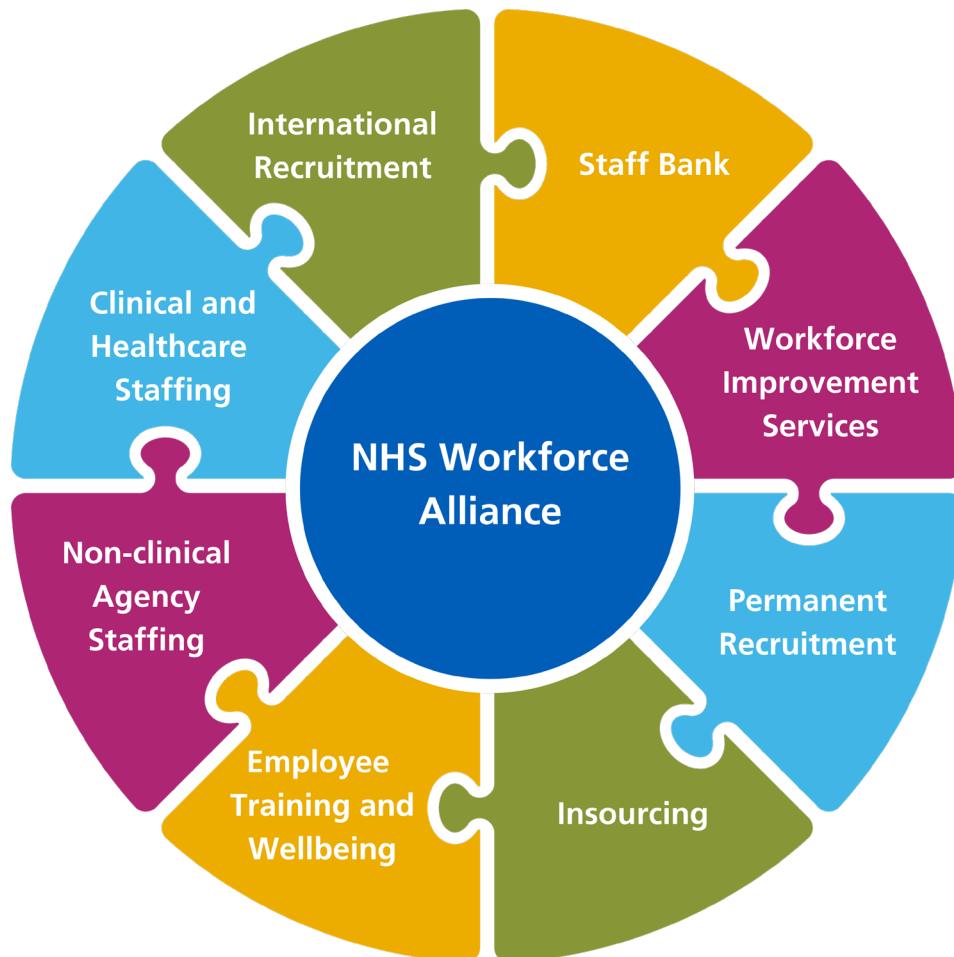 International
Recruitment
Staff Bank
Workforce
Improvement
Services
Permanent
Recruitment
Insourcing
Employee
Training and
Wellbeing
Non-clinical
Agency
Staffing
Clinical and
Healthcare
Staffing
NHS Workforce
Alliance